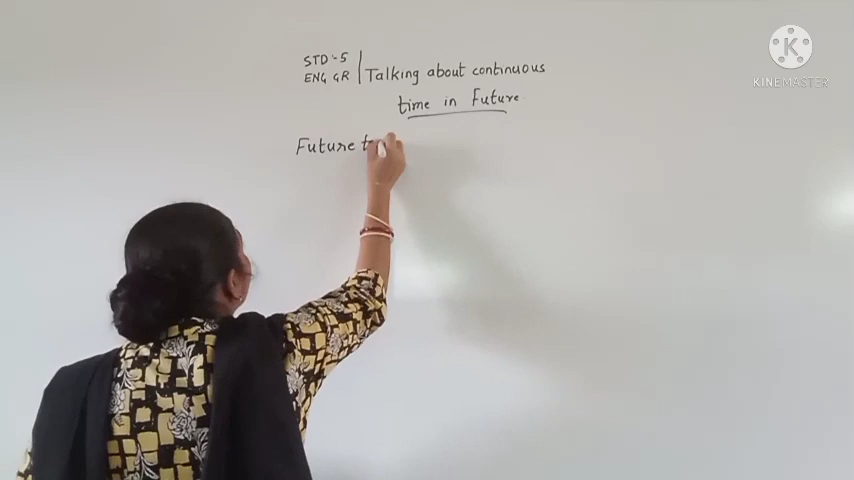 STD:-5
ENG GR
Talking about continuous
time in Future.
Future t
K
KINEMASTER